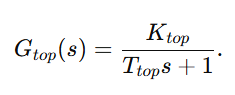 G_{top}(s) = \frac{K_{top}}{T_{top}s + 1}.